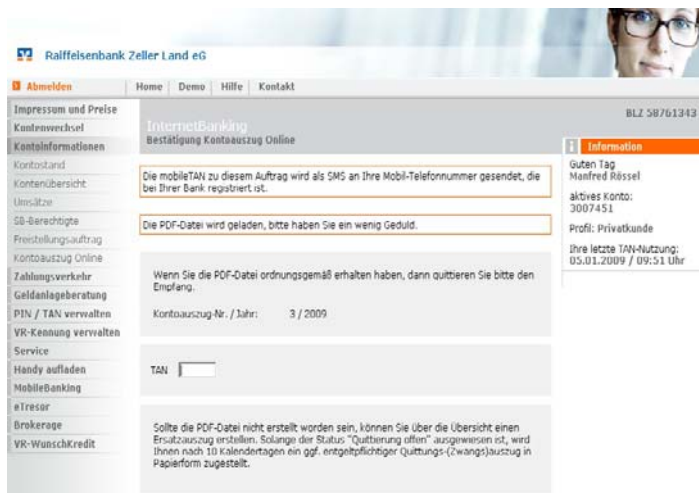 Raiffeisenbank Zeller Land eG
Abmelden
Home Demo Hilfe Kontakt
Impressum und Preise
Kontenwechsel
Kontoinformationen
Kontostand
Kontenübersicht
Umsätze
SB-Berechtigte
Freistellungsauftrag
Kontoauszug Online
Zahlungsverkehr
Geldanlageberatung
PIN / TAN verwalten
VR-Kennung verwalten
Service
Handy aufladen
MobileBanking
eTresor
Brokerage
VR-WunschKredit
InternetBanking
Bestätigung Kontoauszug Online
Die mobileTAN zu diesem Auftrag wird als SMS an Ihre Mobil-Telefonnummer gesendet, die
bei Ihrer Bank registriert ist.
Die PDF-Datei wird geladen, bitte haben Sie ein wenig Geduld.
Wenn Sie die PDF-Datei ordnungsgemäß erhalten haben, dann quittieren Sie bitte den
Empfang.
Kontoauszug-Nr. / Jahr: 3 / 2009
TAN
Sollte die PDF-Datei nicht erstellt worden sein, können Sie über die Übersicht einen
Ersatzauszug erstellen. Solange der Status "Quittierung offen" ausgewiesen ist, wird
Ihnen nach 10 Kalendertagen ein ggf. entgeltpflichtiger Quittungs-(Zwangs)auszug in
Papierform zugestellt.
BLZ 58761343
Information
Guten Tag
Manfred Rössel
aktives Konto:
3007451
Profil: Privatkunde
Ihre letzte TAN-Nutzung:
05.01.2009 / 09:51 Uhr